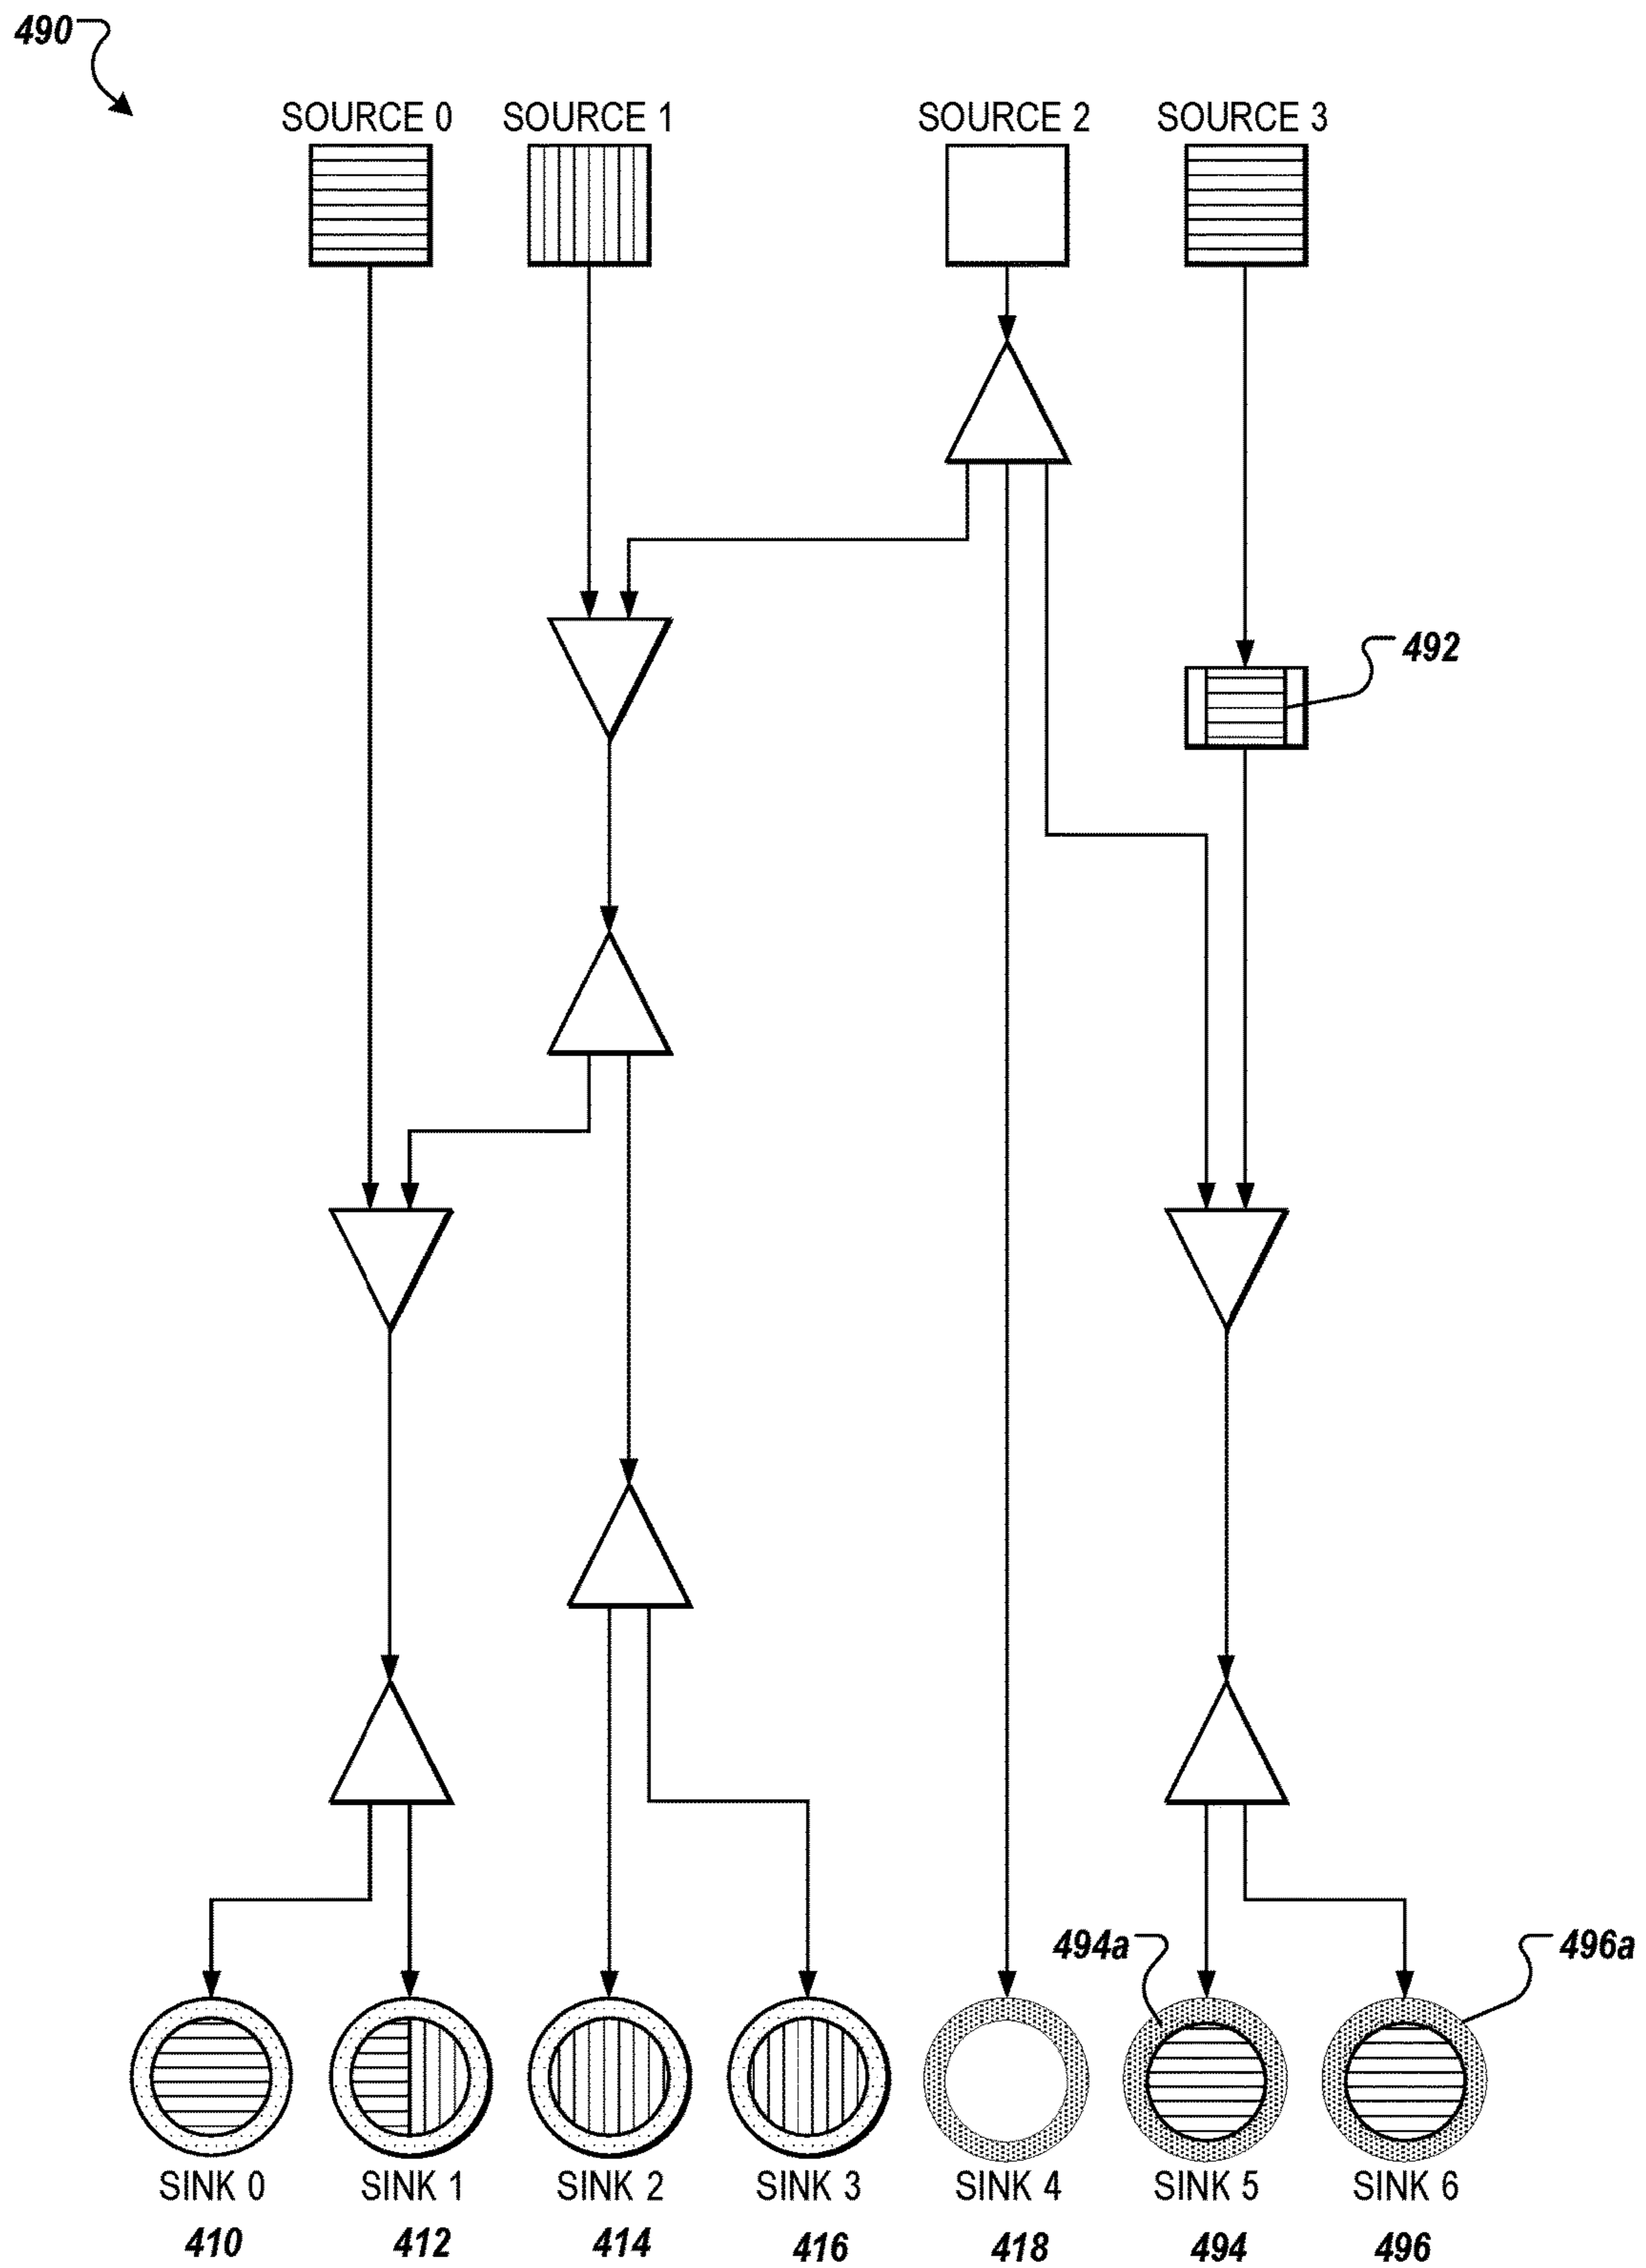 490
SOURCE 0 SOURCE 1 SOURCE 2 SOURCE 3
492
494a 496a
SINK 0 SINK 1 SINK 2 SINK 3 SINK 4 SINK 5 SINK 6
410 412 414 416 418 494 496